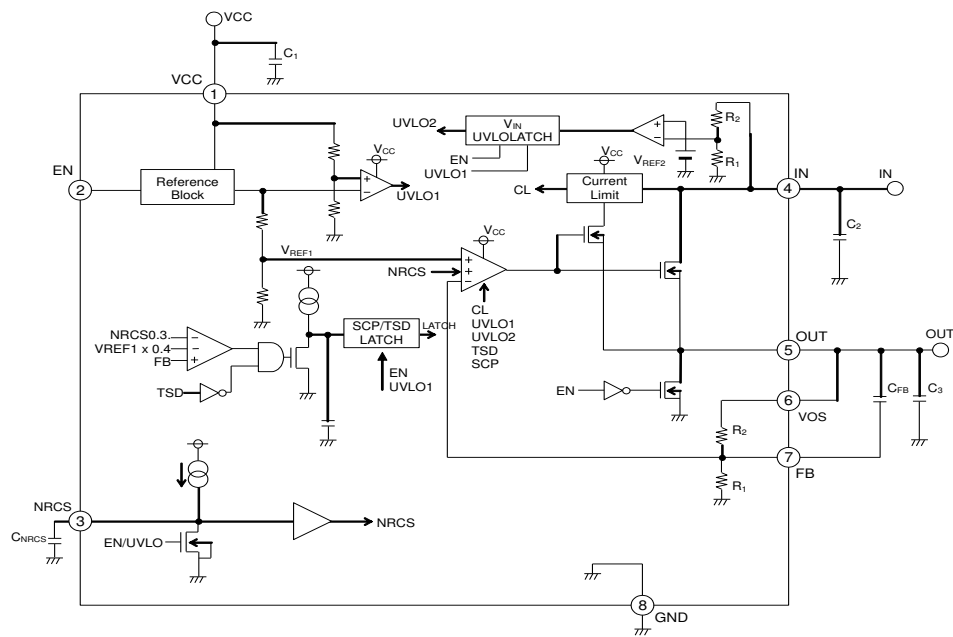 VCC
C1
VCC
1
R2
VIN
UVLOLATCH
UVLO2
EN
UVLO1
VREF2
R1
VCC
VCC
EN
2
Reference
Block
UVLO1
CL
Current
Limit
IN
4
IN
C2
VREF1
VCC
NRCS
CL
UVLO1
UVLO2
TSD
SCP
NRCS0.3
VREF1 x 0.4
FB
TSD
SCP/TSD
LATCH
LATCH
EN
UVLO1
OUT
5
OUT
EN
6
VOS
CFB
C3
R2
7
FB
R1
NRCS
3
CNRCS
EN/UVLO
NRCS
8
GND